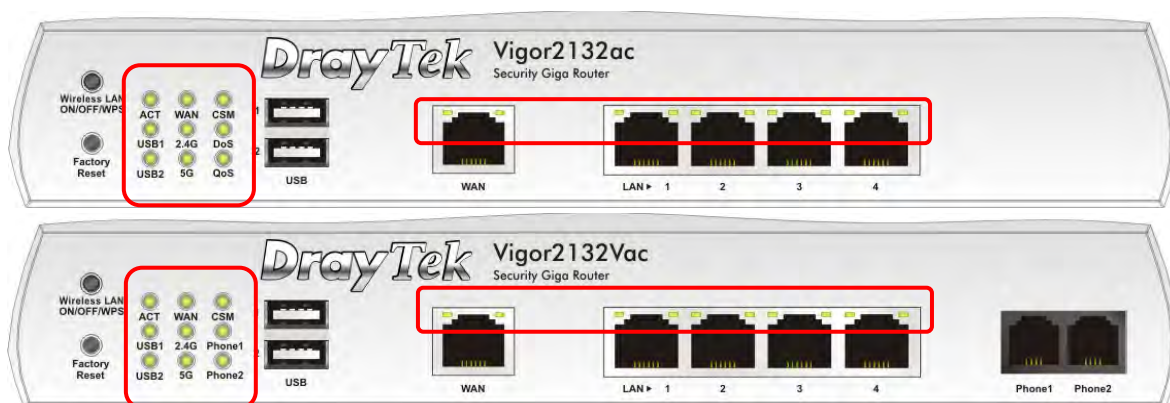 DrayTek Vigor2132ac
Security Giga Router
Wireless LAN
ON/OFF/WPS
ACT WAN CSM
1
USB1 2.4G DoS
2
Factory
Reset
USB2 5G QoS
USB
WAN
LAN ▶ 1 2 3 4
DrayTek Vigor2132Vac
Security Giga Router
Wireless LAN
ON/OFF/WPS
ACT WAN CSM
USB1 2.4G Phone1
2
Factory
Reset
USB2 5G Phone2
USB
WAN
LAN ▶ 1 2 3 4
Phone1 Phone2